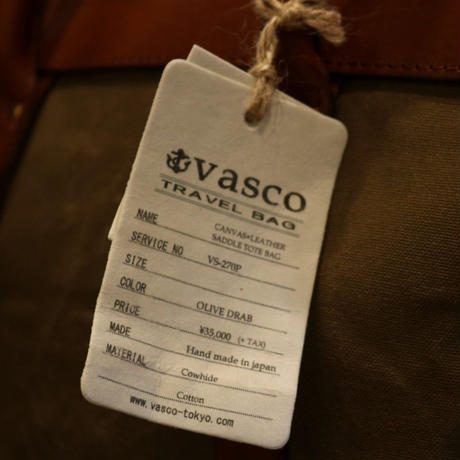 vasco
TRAVEL BAG
NAME CANVAS×LEATHER
SADDLE TOTE BAG
SERVICE NO VS-270P
SIZE
COLOR OLIVE DRAB
PRICE ¥35,000 (+ TAX)
MADE Hand made in japan
MATERIAL Cowhide
Cotton
www.vasco-tokyo.com